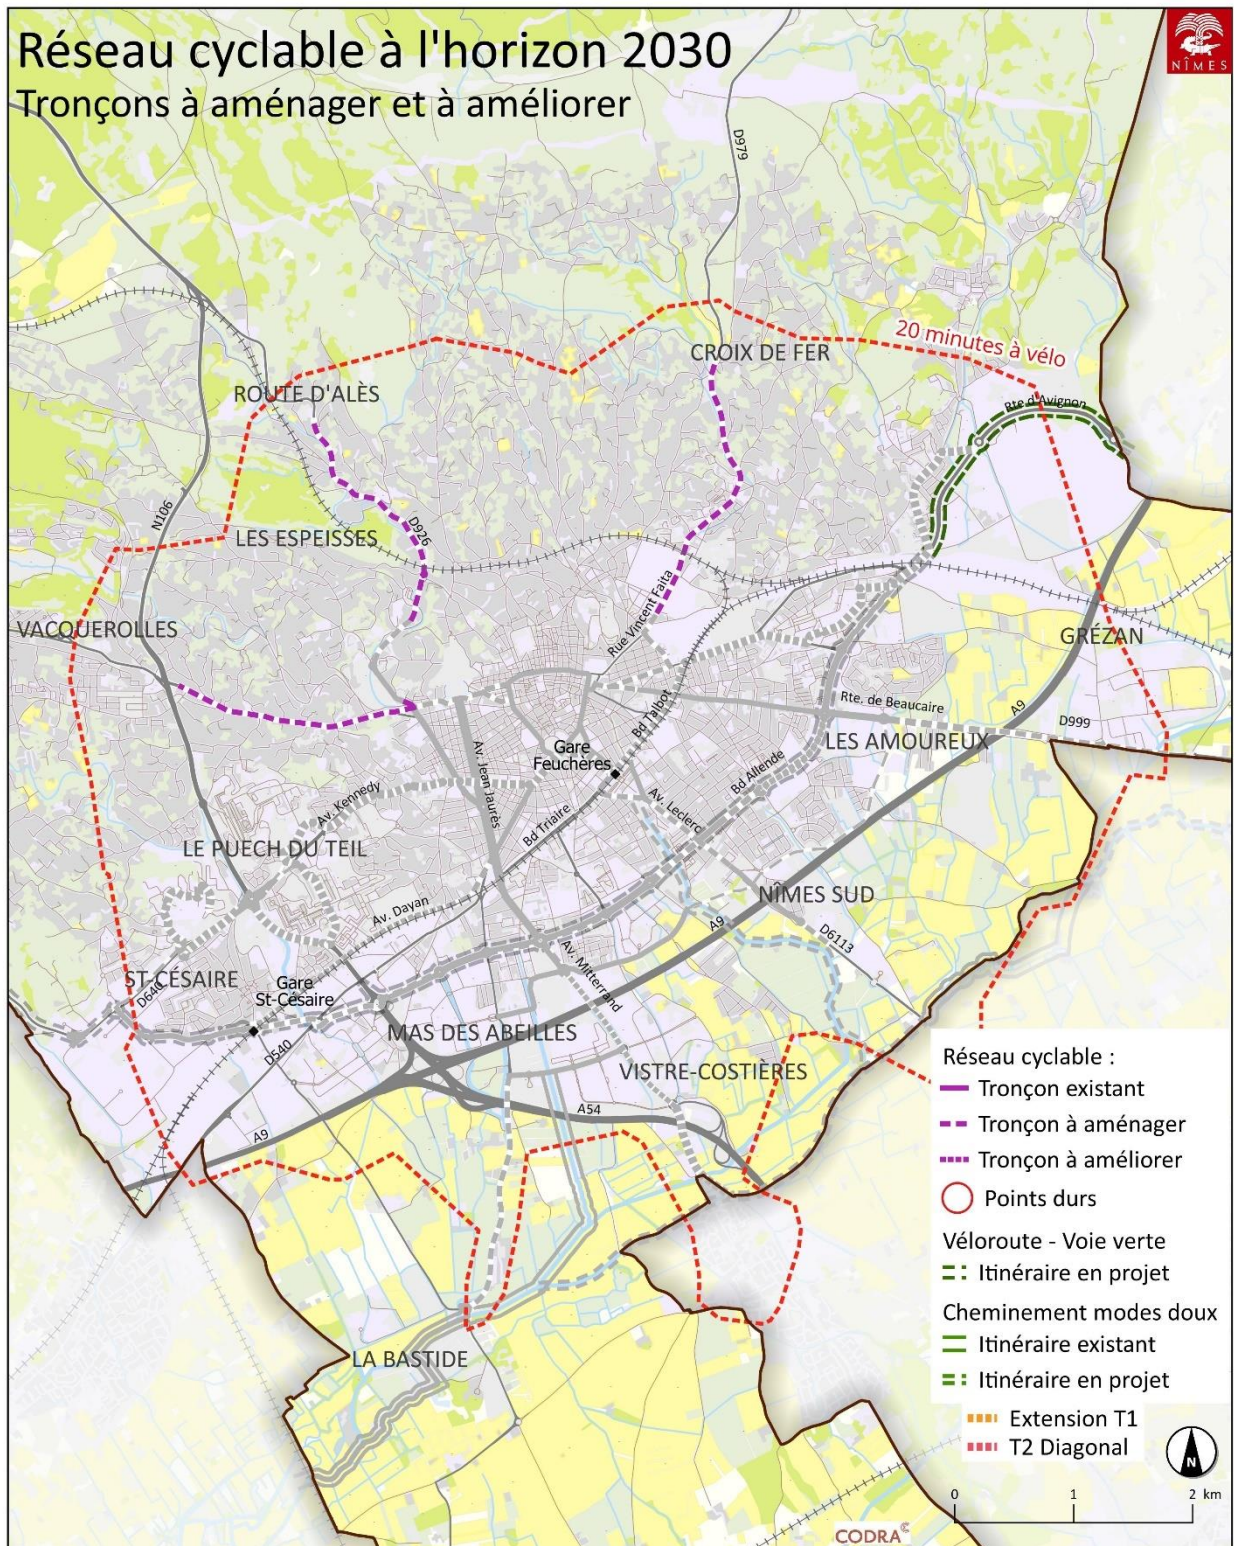 Réseau cyclable à l'horizon 2030
Tronçons à aménager et à améliorer
NÎMES
D979
20 minutes à vélo
CROIX DE FER
ROUTE D'ALÈS
Rte d'Avignon
N106
D926
LES ESPEISSES
Rue Vincent Faïta
VACQUEROLLES
GRÉZAN
Rte. de Beaucaire
A9
D999
Bd Talbot
LES AMOUREUX
Gare
Feuchères
Av. Jean Jaurès
Bd Allende
Av. Kennedy
Av. Leclerc
Bd Triaire
LE PUECH DU TEIL
NÎMES SUD
Av. Dayan
A9
D6113
ST-CÉSAIRE
Av. Mitterrand
D640
Gare
St-Césaire
MAS DES ABEILLES
D540
VISTRE-COSTIÈRES
A54
A9
LA BASTIDE
Réseau cyclable :
Tronçon existant
Tronçon à aménager
Tronçon à améliorer
Points durs
Véloroute - Voie verte
Itinéraire en projet
Cheminement modes doux
Itinéraire existant
Itinéraire en projet
Extension T1
T2 Diagonal
N
0 1 2 km
CODRA